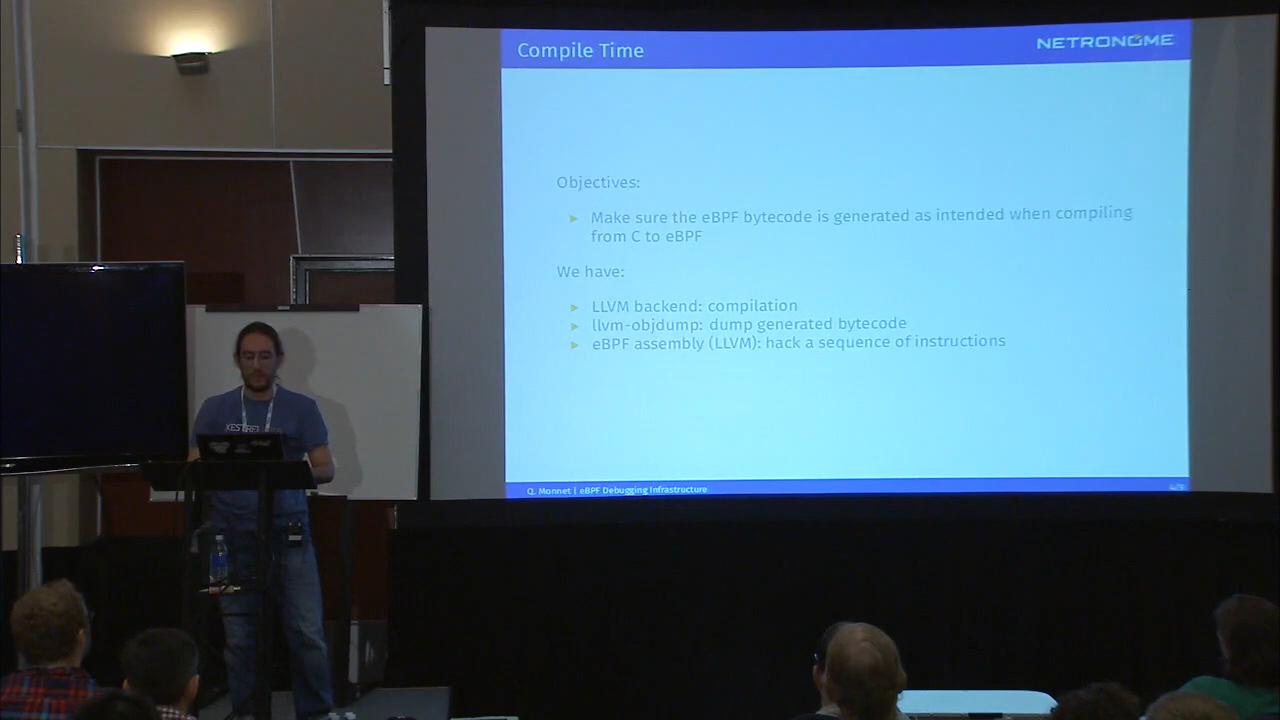 Compile Time
NETRONOME
Objectives:
Make sure the eBPF bytecode is generated as intended when compiling
from C to eBPF
We have:
LLVM backend: compilation
llvm-objdump: dump generated bytecode
eBPF assembly (LLVM): hack a sequence of instructions
Q. Monnet | eBPF Debugging Infrastructure